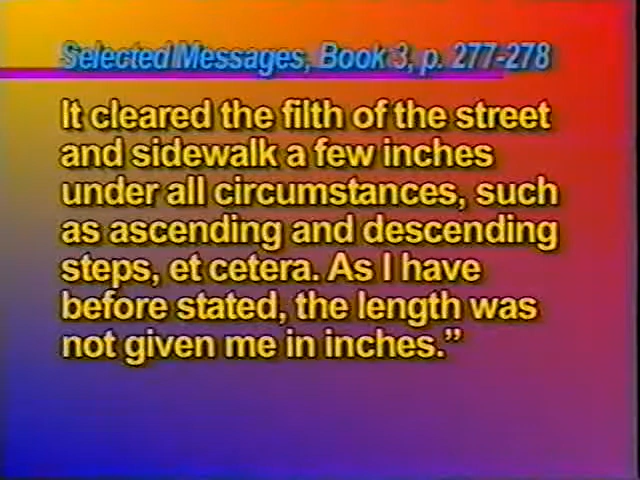 Selected Messages, Book 3, p. 277-278
It cleared the filth of the street
and sidewalk a few inches
under all circumstances, such
as ascending and descending
steps, et cetera. As I have
before stated, the length was
not given me in inches.”